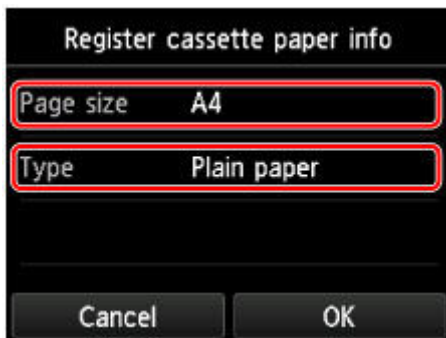 Register cassette paper info
Page size A4
Type Plain paper
Cancel OK